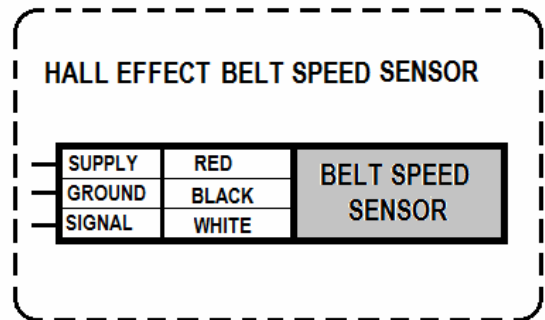 HALL EFFECT BELT SPEED SENSOR
SUPPLY RED
GROUND BLACK
SIGNAL WHITE
BELT SPEED
SENSOR